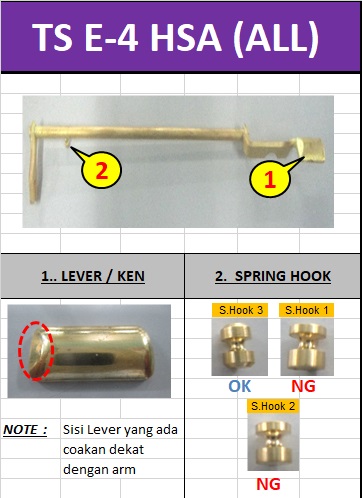 TS E-4 HSA (ALL)
2
1
1.. LEVER / KEN
2. SPRING HOOK
S.Hook 3
S.Hook 1
OK
NG
S.Hook 2
NG
NOTE : Sisi Lever yang ada
coakan dekat
dengan arm